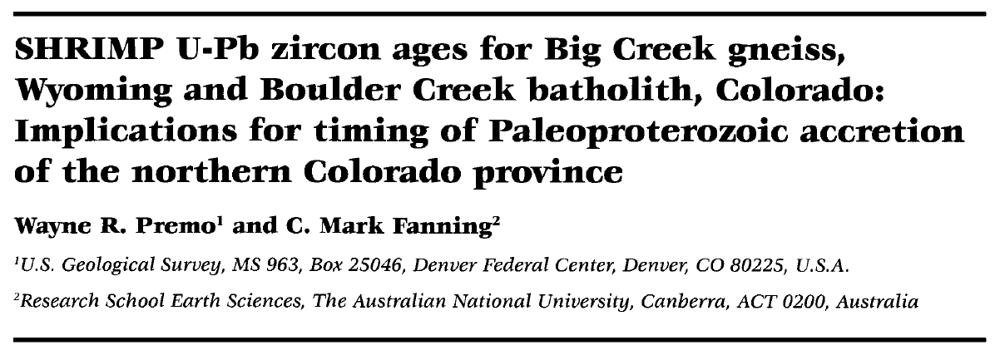 SHRIMP U-Pb zircon ages for Big Creek gneiss,
Wyoming and Boulder Creek batholith, Colorado:
Implications for timing of Paleoproterozoic accretion
of the northern Colorado province
Wayne R. Premo¹ and C. Mark Fanning²
¹U.S. Geological Survey, MS 963, Box 25046, Denver Federal Center, Denver, CO 80225, U.S.A.
²Research School Earth Sciences, The Australian National University, Canberra, ACT 0200, Australia